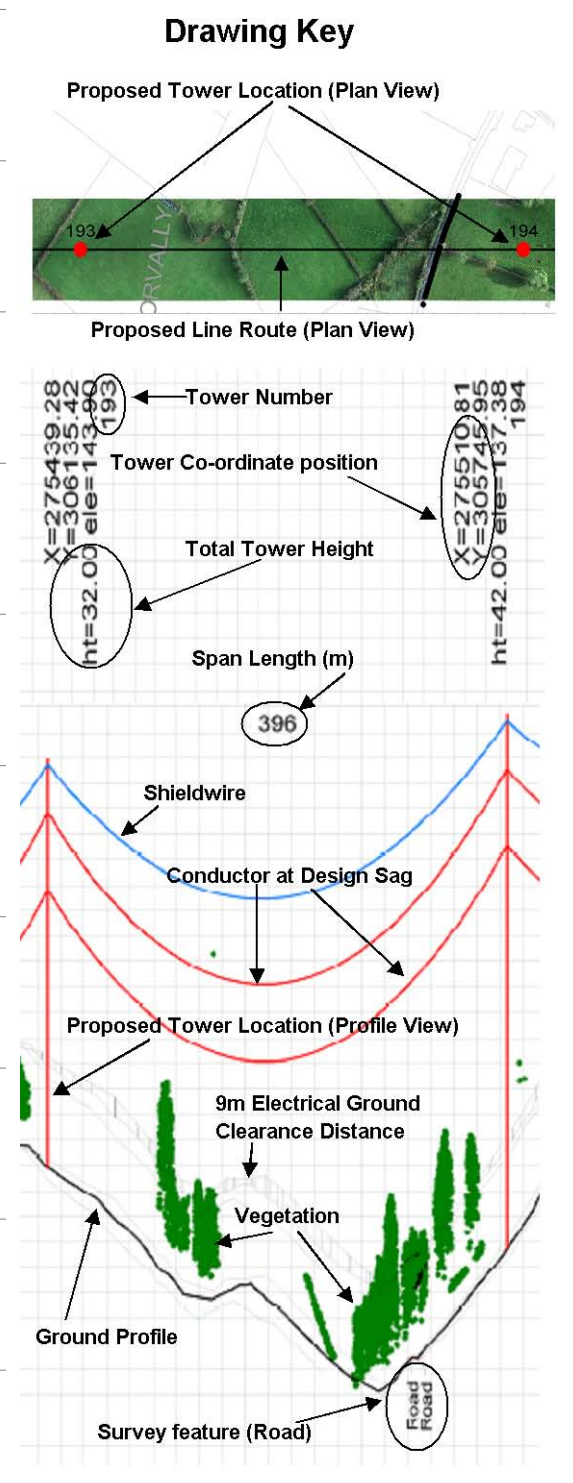 Drawing Key
Proposed Tower Location (Plan View)
193
194
ORVALLY
Proposed Line Route (Plan View)
X=275439.28
Y=306135.42
ht=32.00 ele=143.90
193
Tower Number
Tower Co-ordinate position
X=275510.81
Y=305745.95
ht=42.00 ele=137.38
194
Total Tower Height
Span Length (m)
396
Shieldwire
Conductor at Design Sag
Proposed Tower Location (Profile View)
9m Electrical Ground
Clearance Distance
Vegetation
Ground Profile
Road
Road
Survey feature (Road)